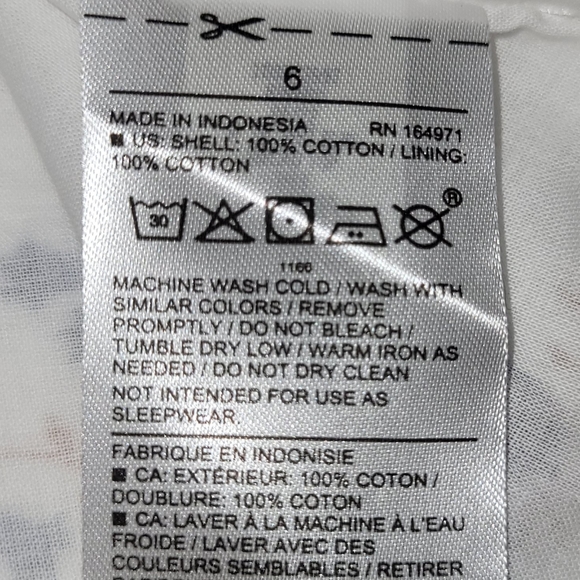 6
MADE IN INDONESIA RN 164971
US: SHELL: 100% COTTON / LINING:
100% COTTON
30
®
1166
MACHINE WASH COLD / WASH WITH
SIMILAR COLORS / REMOVE
PROMPTLY / DO NOT BLEACH /
TUMBLE DRY LOW / WARM IRON AS
NEEDED / DO NOT DRY CLEAN
NOT INTENDED FOR USE AS
SLEEPWEAR.
FABRIQUE EN INDONISIE
■ CA: EXTÉRIEUR: 100% COTON /
DOUBLURE: 100% COTON
■ CA: LAVER À LA MACHINE À L'EAU
FROIDE / LAVER AVEC DES
COULEURS SEMBLABLES / RETIRER